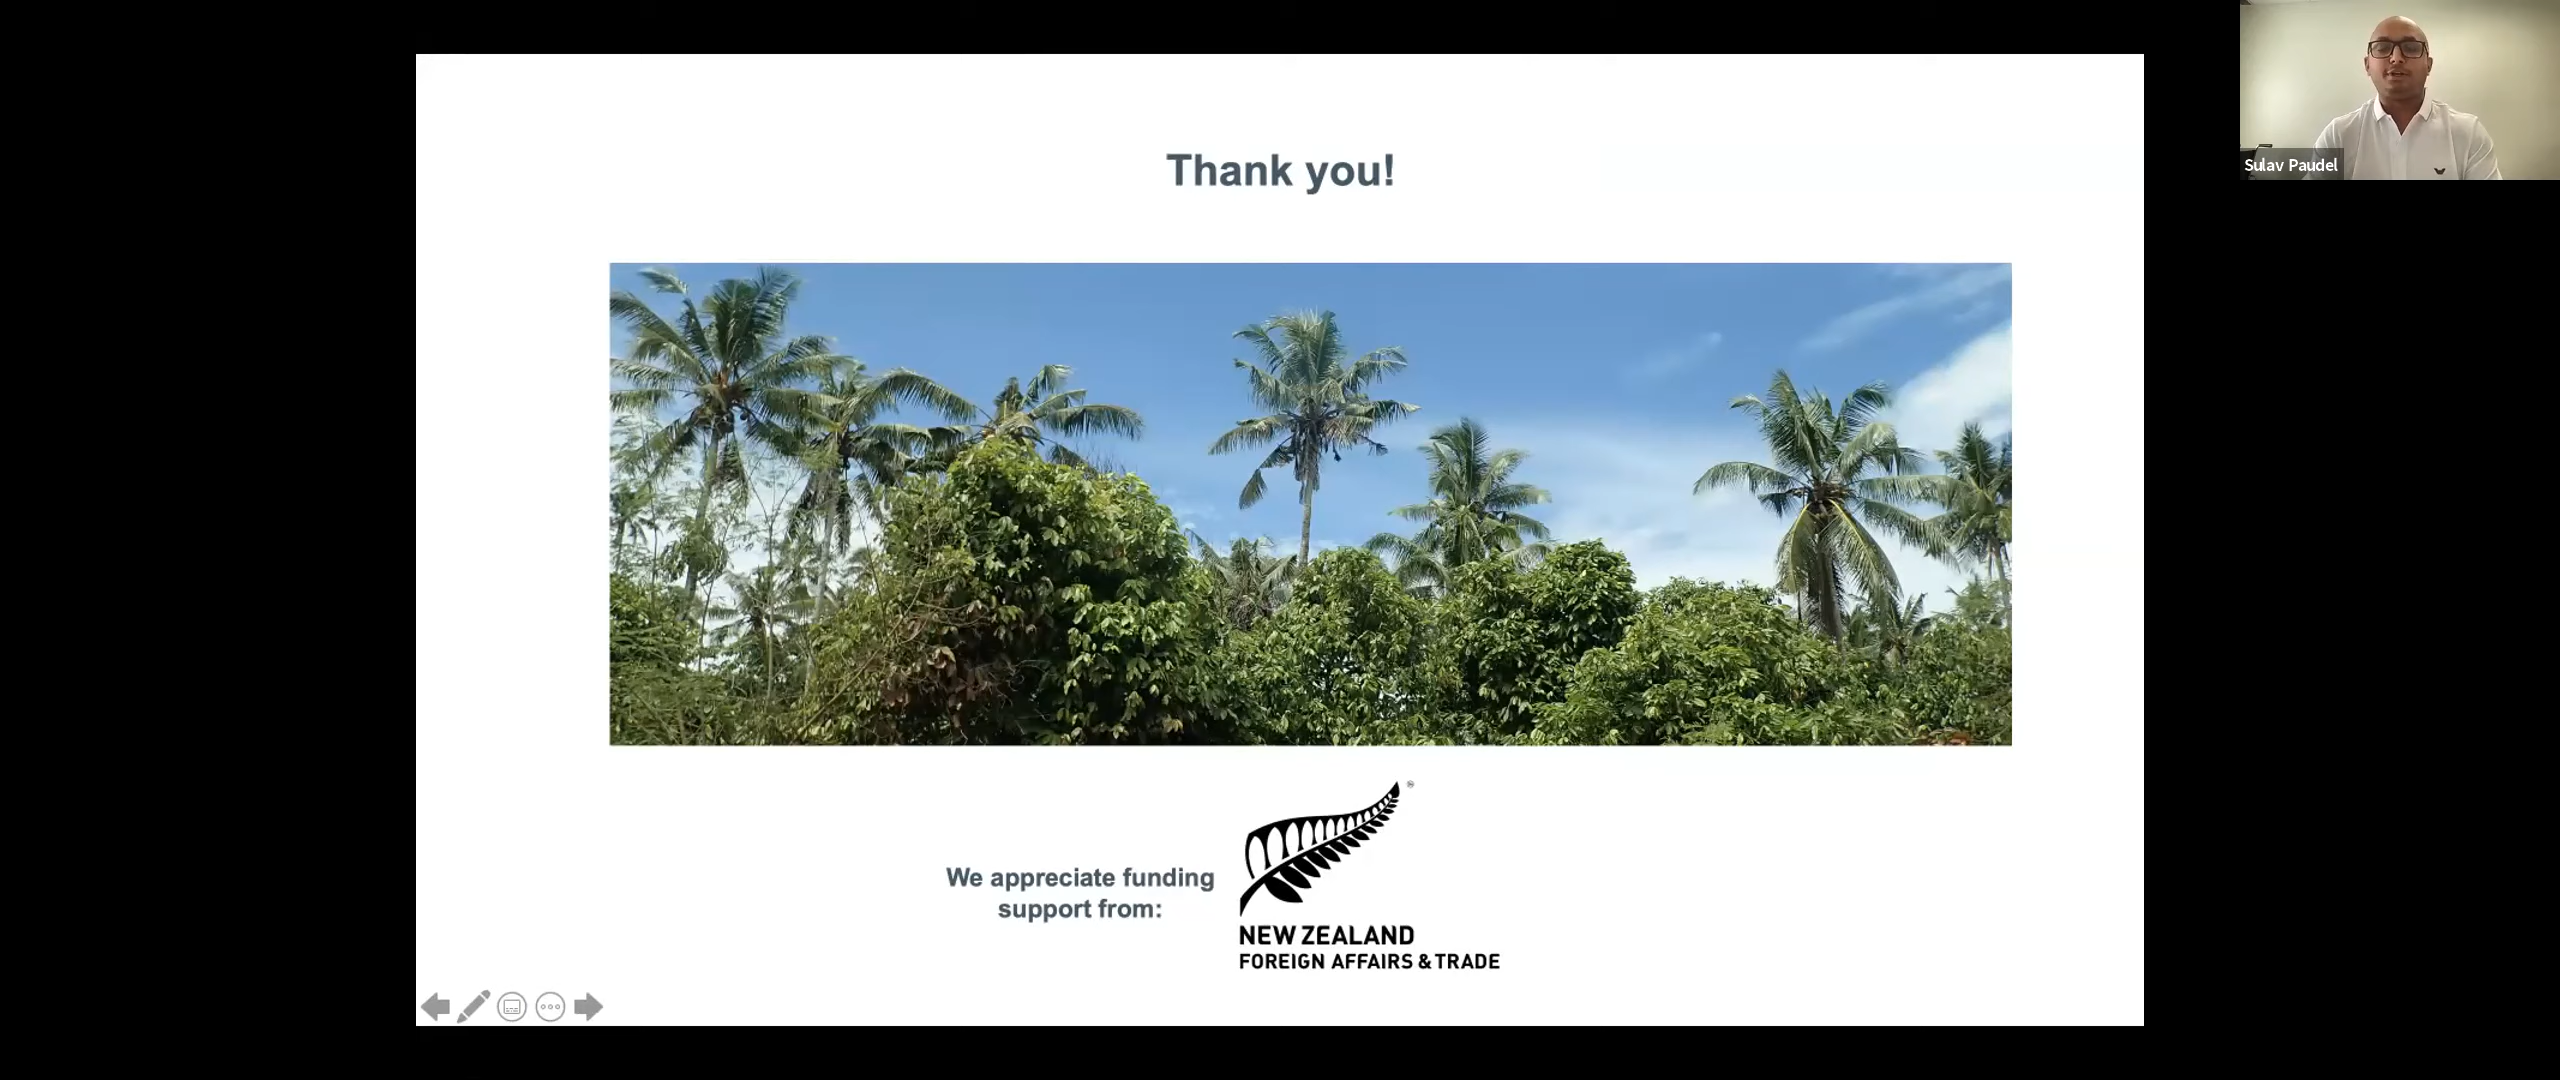 Thank you!
Sulav Paudel
We appreciate funding
support from:
NEW ZEALAND
FOREIGN AFFAIRS & TRADE